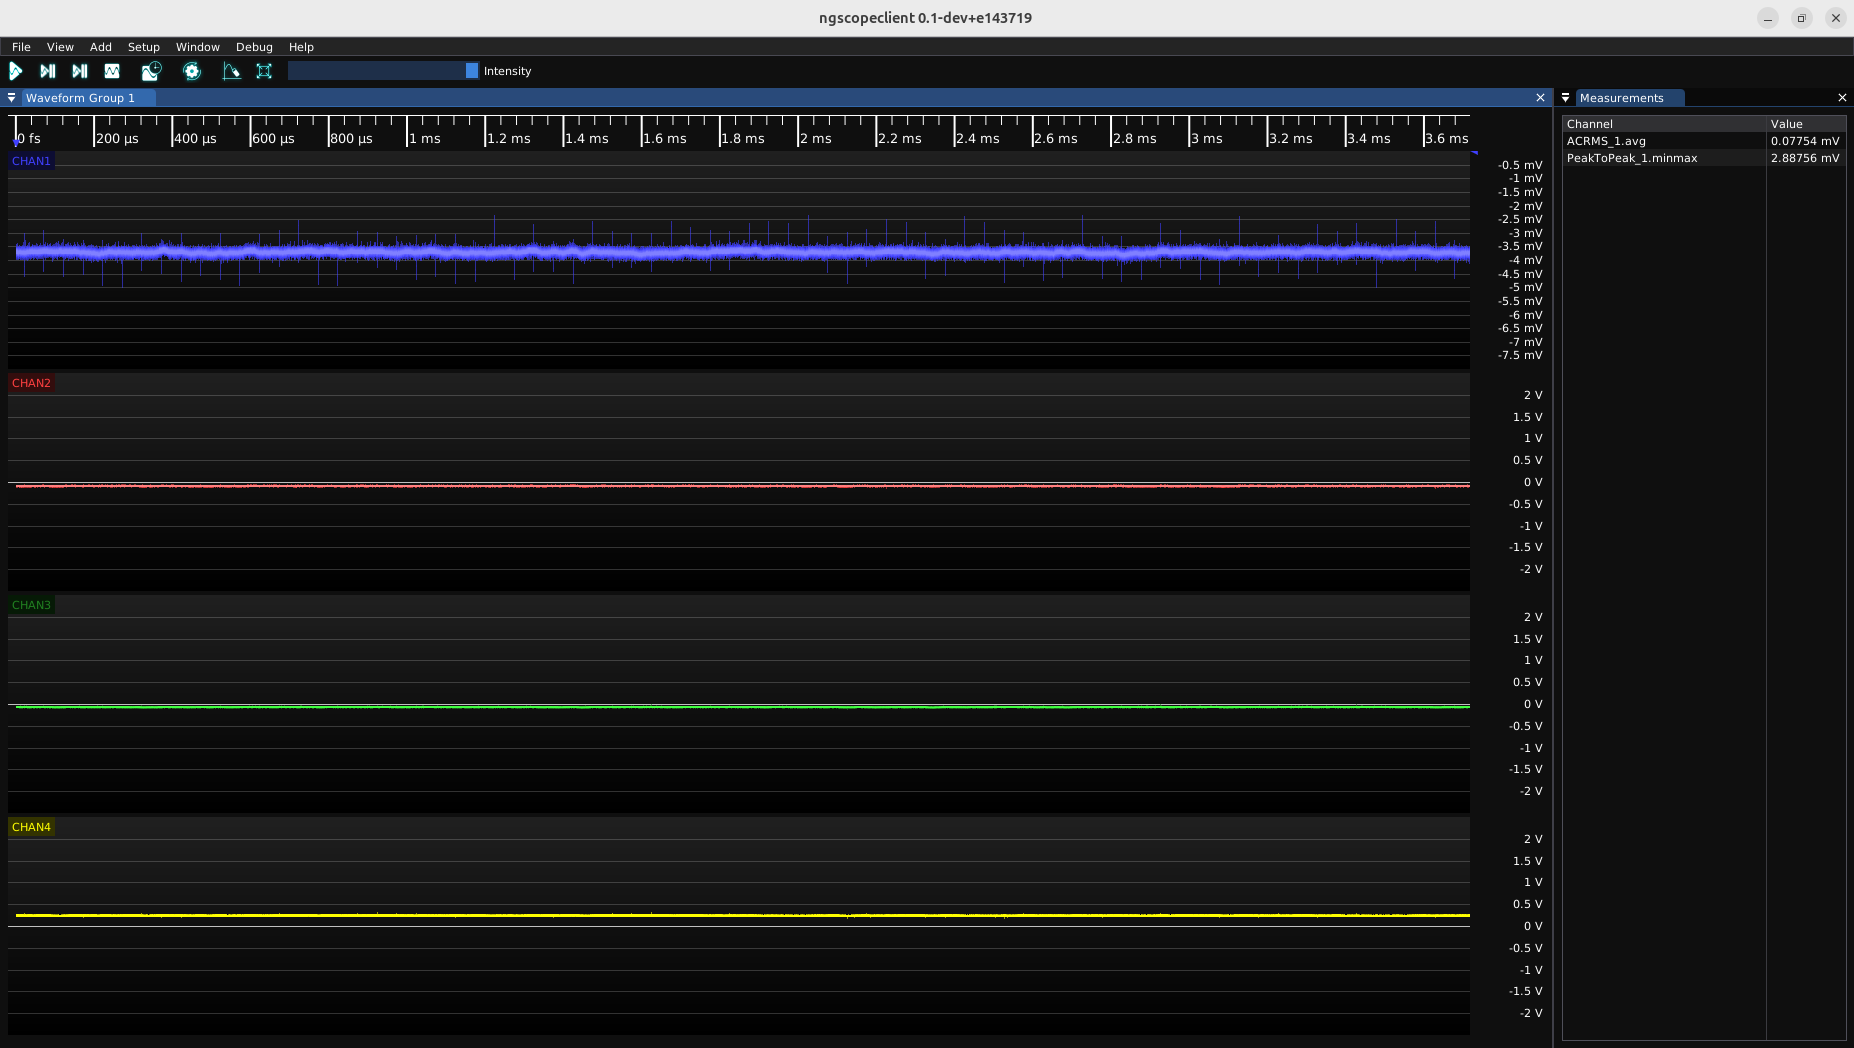 ngscopeclient 0.1-dev+e143719
File View Add Setup Window Debug Help
Intensity
Waveform Group 1
0 fs 200 µs 400 µs 600 µs 800 µs 1 ms 1.2 ms 1.4 ms 1.6 ms 1.8 ms 2 ms 2.2 ms 2.4 ms 2.6 ms 2.8 ms 3 ms 3.2 ms 3.4 ms 3.6 ms
CHAN1
-0.5 mV
-1 mV
-1.5 mV
-2 mV
-2.5 mV
-3 mV
-3.5 mV
-4 mV
-4.5 mV
-5 mV
-5.5 mV
-6 mV
-6.5 mV
-7 mV
-7.5 mV
CHAN2
2 V
1.5 V
1 V
0.5 V
0 V
-0.5 V
-1 V
-1.5 V
-2 V
CHAN3
2 V
1.5 V
1 V
0.5 V
0 V
-0.5 V
-1 V
-1.5 V
-2 V
CHAN4
2 V
1.5 V
1 V
0.5 V
0 V
-0.5 V
-1 V
-1.5 V
-2 V
Measurements
Channel Value
ACRMS_1.avg 0.07754 mV
PeakToPeak_1.minmax 2.88756 mV